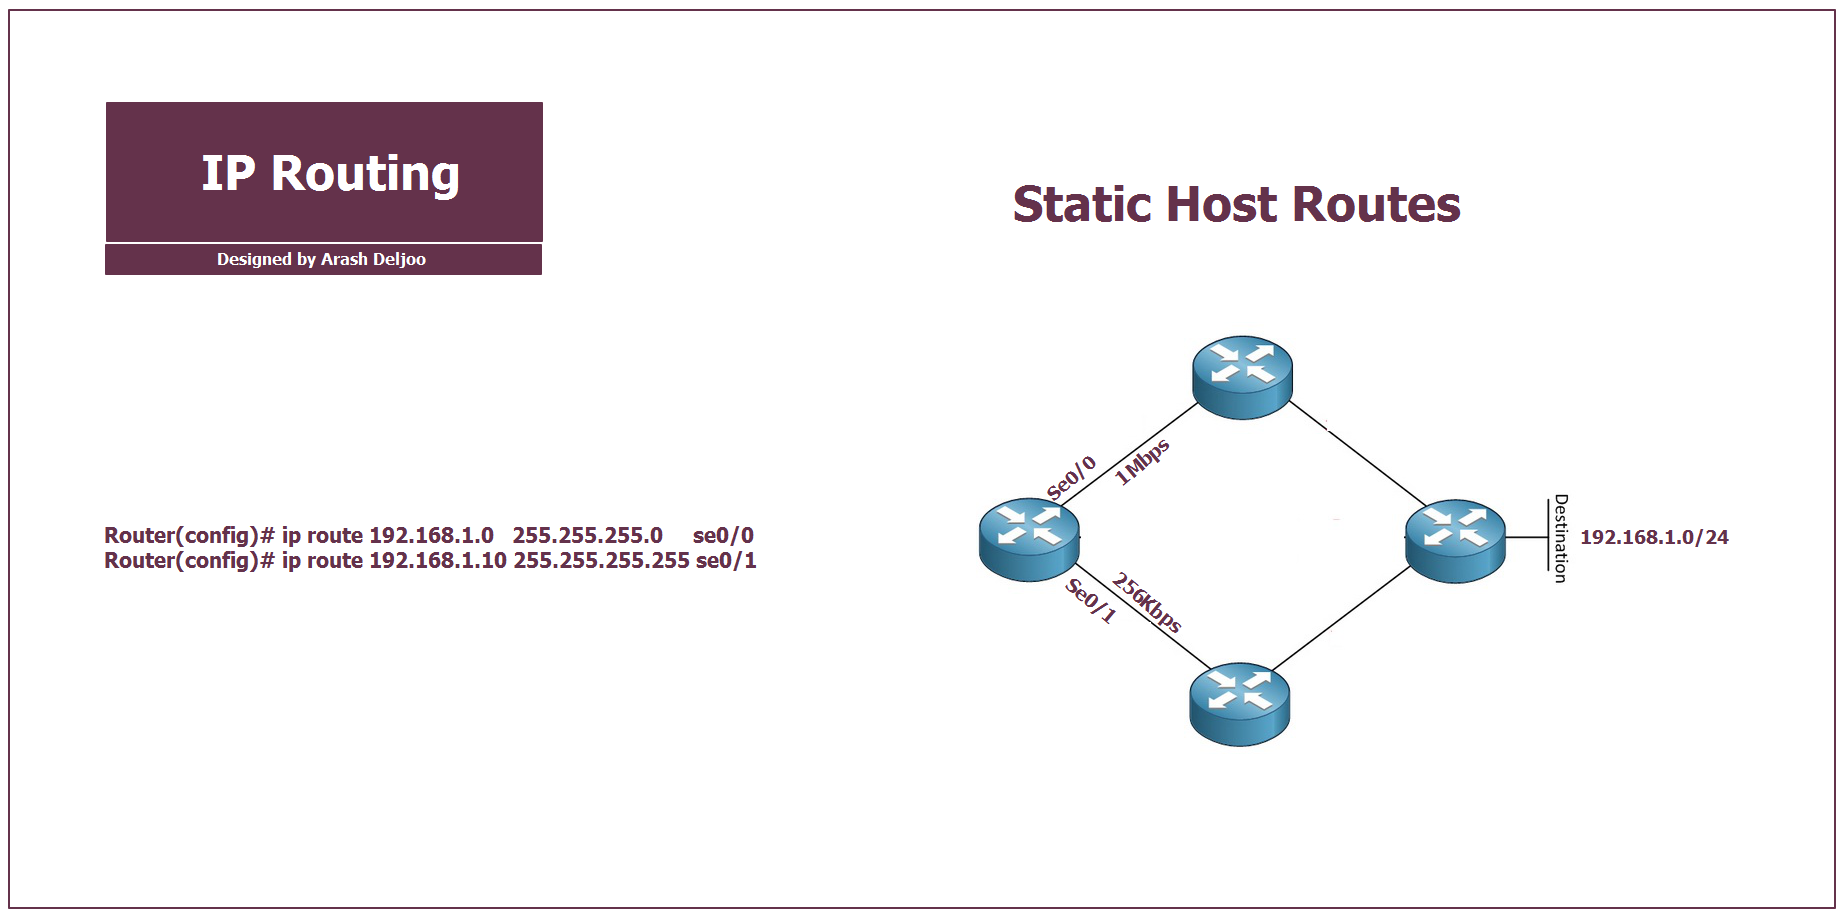 IP Routing
Designed by Arash Deljoo
Static Host Routes
Se0/0
1Mbps
Router(config)# ip route 192.168.1.0 255.255.255.0 se0/0
Router(config)# ip route 192.168.1.10 255.255.255.255 se0/1
Se0/1
256Kbps
Destination
192.168.1.0/24